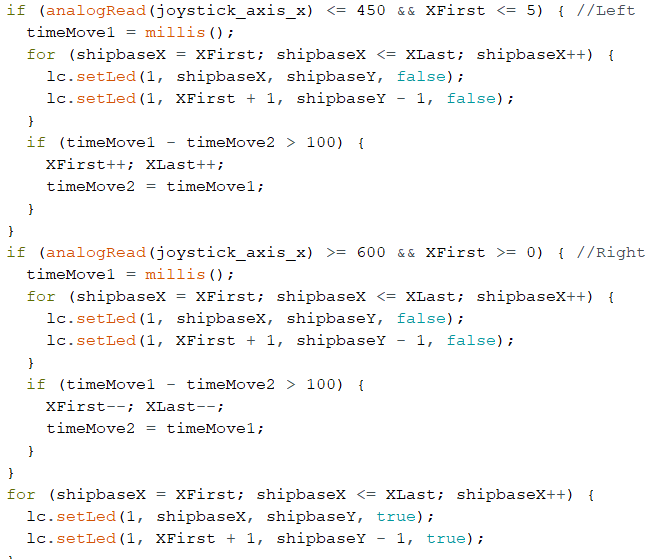 if (analogRead(joystick_axis_x) <= 450 && XFirst <= 5) { //Left
  timeMove1 = millis();
  for (shipbaseX = XFirst; shipbaseX <= XLast; shipbaseX++) {
    lc.setLed(1, shipbaseX, shipbaseY, false);
    lc.setLed(1, XFirst + 1, shipbaseY - 1, false);
  }
  if (timeMove1 - timeMove2 > 100) {
    XFirst++; XLast++;
    timeMove2 = timeMove1;
  }
}
if (analogRead(joystick_axis_x) >= 600 && XFirst >= 0) { //Right
  timeMove1 = millis();
  for (shipbaseX = XFirst; shipbaseX <= XLast; shipbaseX++) {
    lc.setLed(1, shipbaseX, shipbaseY, false);
    lc.setLed(1, XFirst + 1, shipbaseY - 1, false);
  }
  if (timeMove1 - timeMove2 > 100) {
    XFirst--; XLast--;
    timeMove2 = timeMove1;
  }
}
for (shipbaseX = XFirst; shipbaseX <= XLast; shipbaseX++) {
  lc.setLed(1, shipbaseX, shipbaseY, true);
  lc.setLed(1, XFirst + 1, shipbaseY - 1, true);